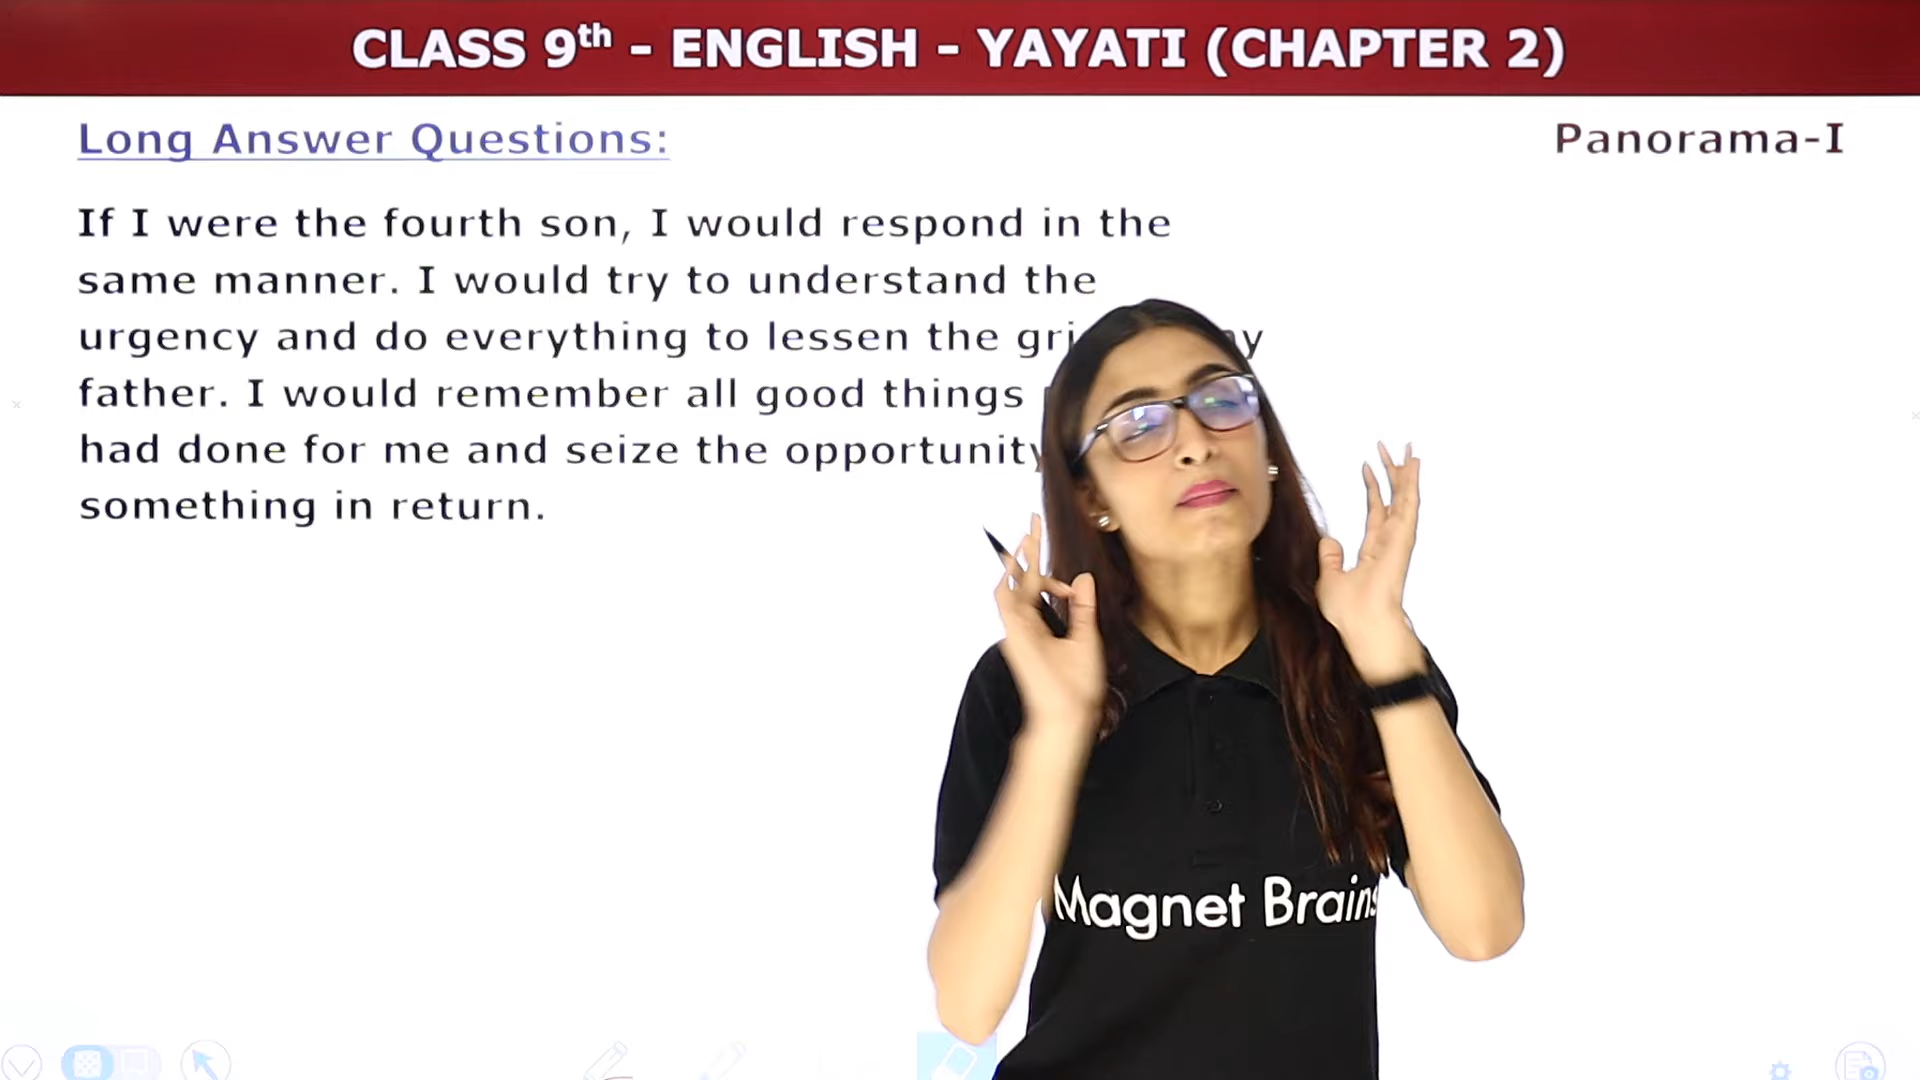 CLASS 9th - ENGLISH - YAYATI (CHAPTER 2)
Long Answer Questions:
Panorama-I
If I were the fourth son, I would respond in the
same manner. I would try to understand the
urgency and do everything to lessen the
father. I would remember all good things
had done for me and seize the opportunity
something in return.
Magnet Brains